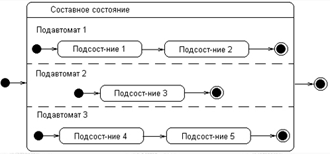 Составное состояние
Подавтомат 1
Подсост-ние 1
Подсост-ние 2
Подавтомат 2
Подсост-ние 3
Подавтомат 3
Подсост-ние 4
Подсост-ние 5